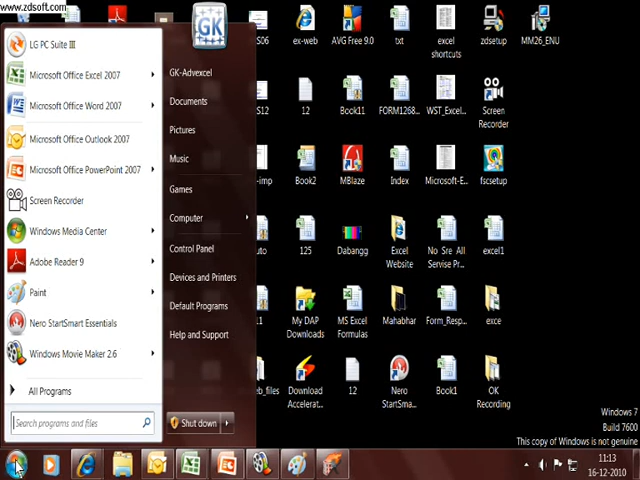 www.zdsoft.com
LG PC Suite III
Microsoft Office Excel 2007
Microsoft Office Word 2007
Microsoft Office Outlook 2007
Microsoft Office PowerPoint 2007
Screen Recorder
Windows Media Center
Adobe Reader 9
Paint
Nero StartSmart Essentials
Windows Movie Maker 2.6
All Programs
Search programs and files
GK
GK-Advexcel
Documents
Pictures
Music
Games
Computer
Control Panel
Devices and Printers
Default Programs
Help and Support
Shut down
S06
ex-web
AVG Free 9.0
txt
excel
shortcuts
zdsetup
MM26_ENU
S12
12
Book11
FORM1268...
WST_Excel...
Screen
Recorder
-imp
Book2
MBlaze
Index
Microsoft-E...
fscsetup
uto
125
Dabangg
Excel
Website
No Sre All
Servise Pr...
excel1
11
My DAP
Downloads
MS Excel
Formulas
Mahabhar
Form_Resp...
exce
eb_files
Download
Accelerat...
12
Nero
StartSma...
Book1
OK
Recording
Windows 7
Build 7600
This copy of Windows is not genuine
11:13
16-12-2010